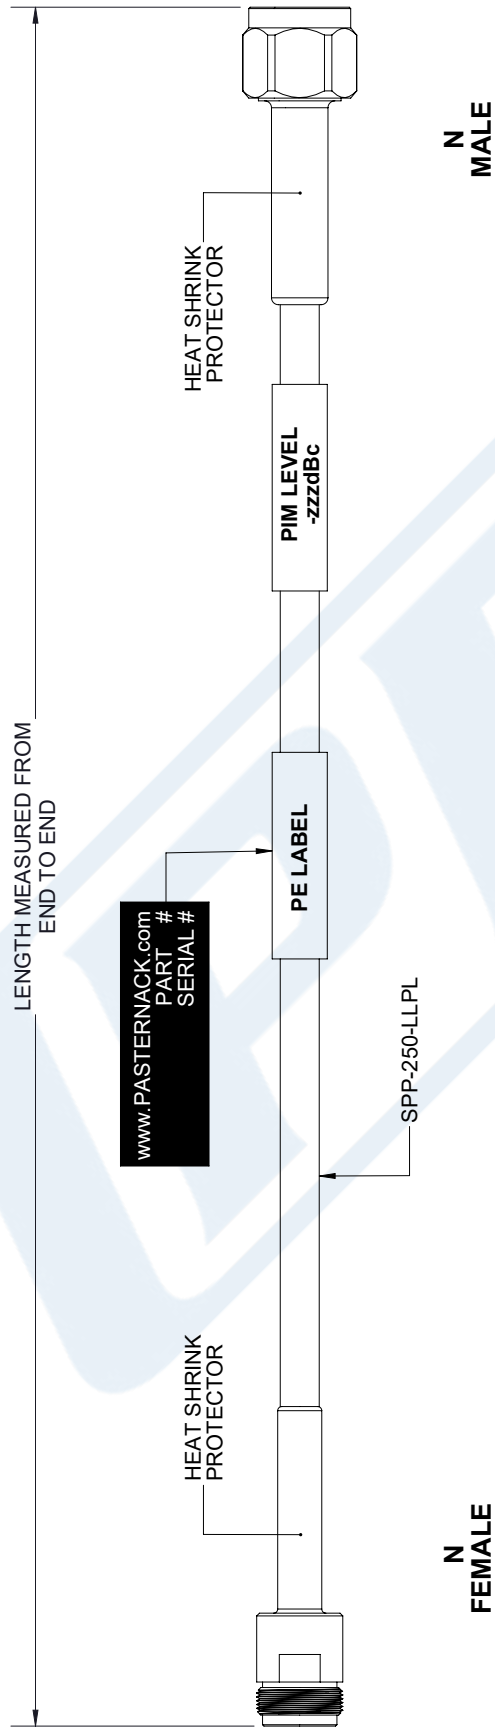 LENGTH MEASURED FROM
END TO END
HEAT SHRINK
PROTECTOR
www.PASTERNACK.com
PART #
SERIAL #
HEAT SHRINK
PROTECTOR
PE LABEL
PIM LEVEL
-zzzdBc
SPP-250-LLPL
N
FEMALE
N
MALE